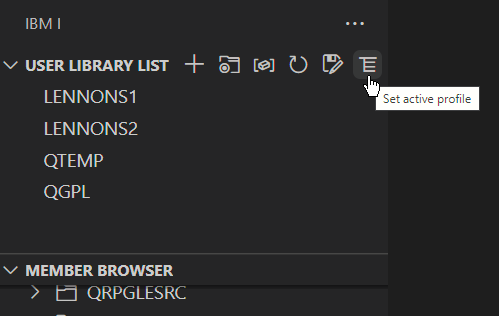 IBM I
USER LIBRARY LIST
Set active profile
LENNONS1
LENNONS2
QTEMP
QGPL
MEMBER BROWSER
QRPGLESRC